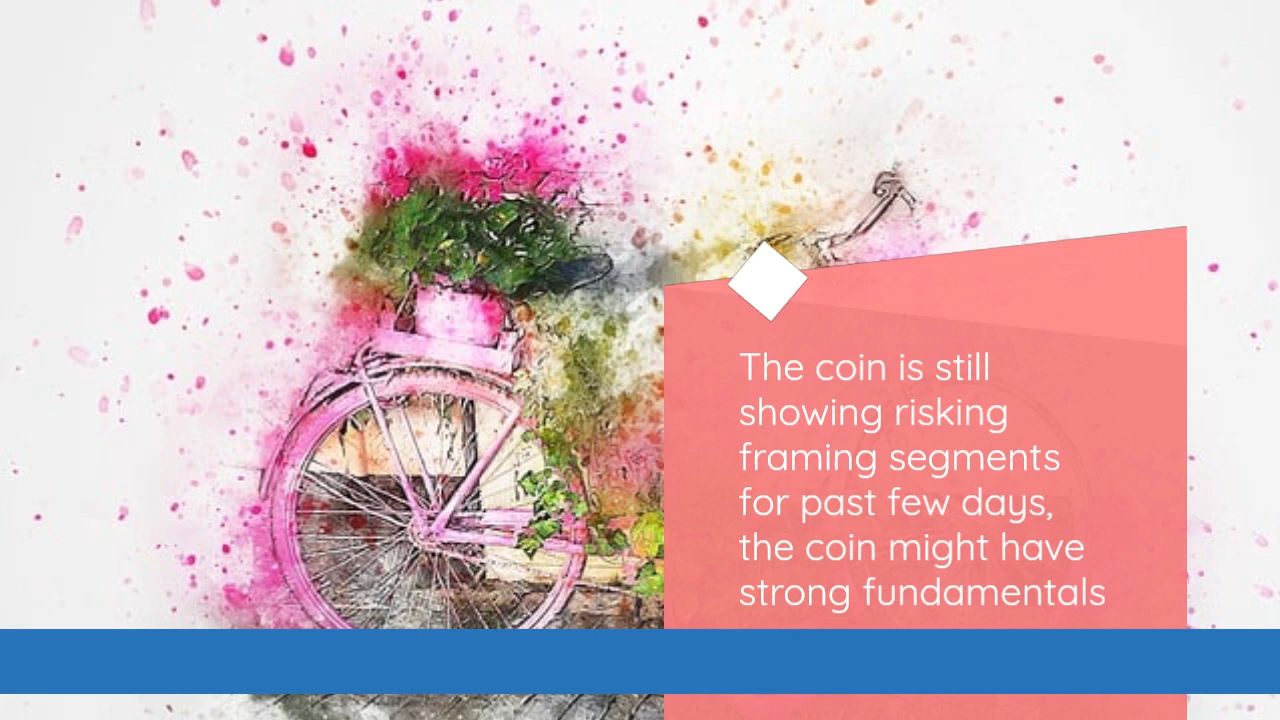 The coin is still
showing risking
framing segments
for past few days,
the coin might have
strong fundamentals